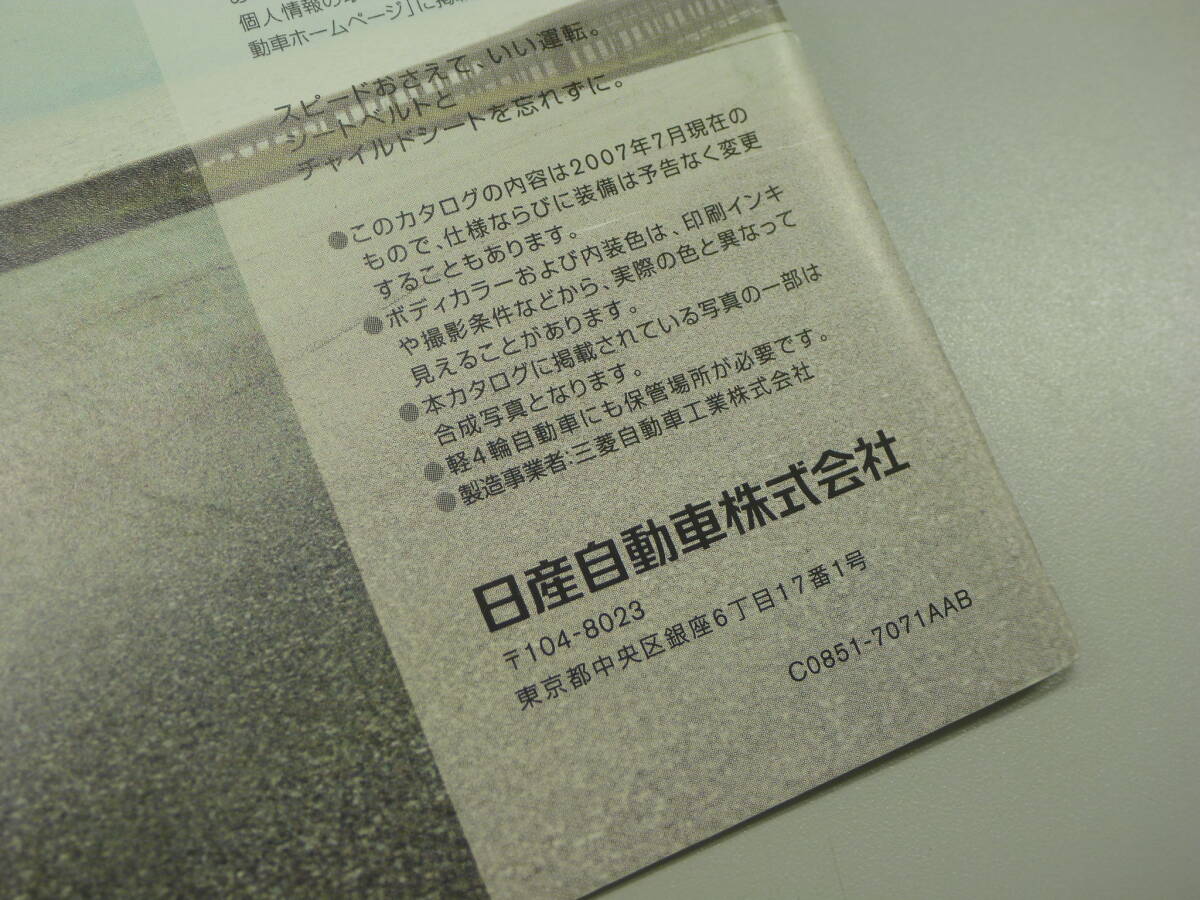 個人情報の
動車ホームページ」に掲
スピードおさえて、いい運転。
シートベルトと
チャイルドシートを忘れずに。
●このカタログの内容は2007年7月現在の
もので、仕様ならびに装備は予告なく変更
することもあります。
●ボディカラーおよび内装色は、印刷インキ
や撮影条件などから、実際の色と異なって
見えることがあります。
●本カタログに掲載されている写真の一部は
合成写真となります。
●軽4輪自動車にも保管場所が必要です。
●製造事業者:三菱自動車工業株式会社
日産自動車株式会社
〒104-8023
東京都中央区銀座6丁目17番1号
C0851-7071AAB